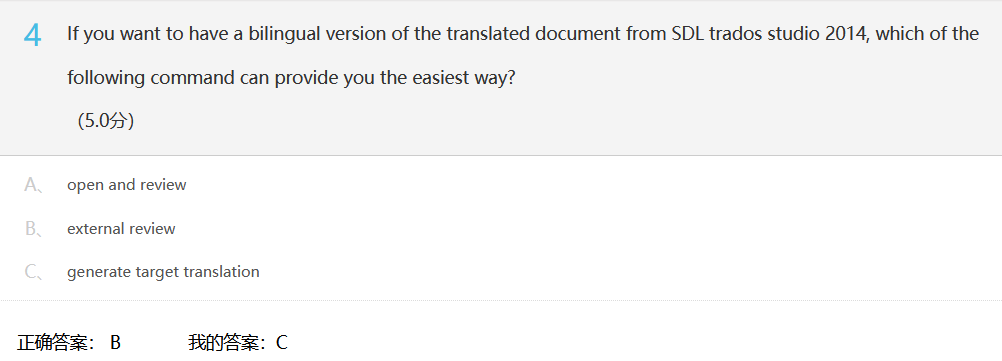 4 If you want to have a bilingual version of the translated document from SDL trados studio 2014, which of the
following command can provide you the easiest way?
(5.0分)
A、 open and review
B、 external review
C、 generate target translation
正确答案： B 我的答案：C